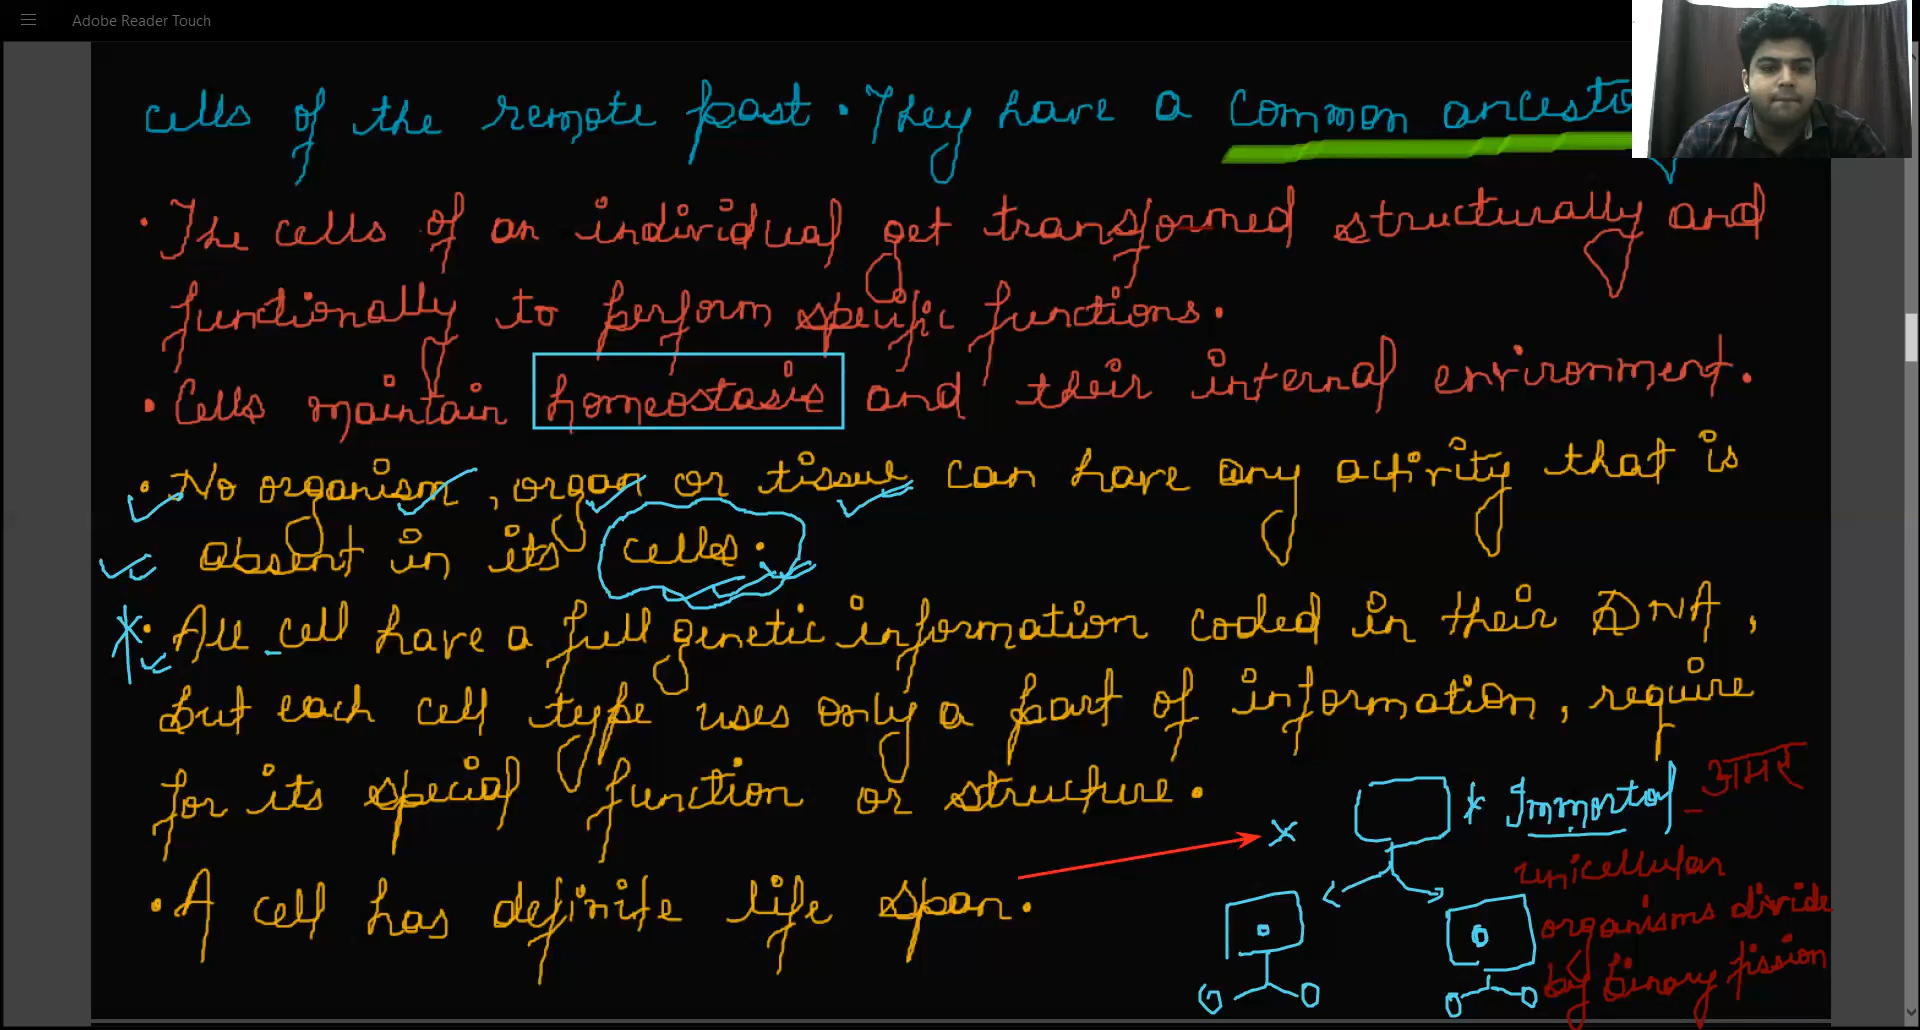 Adobe Reader Touch
cells of the remote past. They have a common ancesto
• The cells of an individual get transformed structurally and
functionally to perform specific functions.
• Cells maintain homeostasis and their internal environment.
• No organism, organ or tissue can have any activity that is
absent in its cells.
• All cell have a full genetic information coded in their DNA,
but each cell type uses only a part of information, require
for its special function or structure.
• A cell has definite life span.
* Immortal - अमर
unicellular
organisms divide
by binary fission